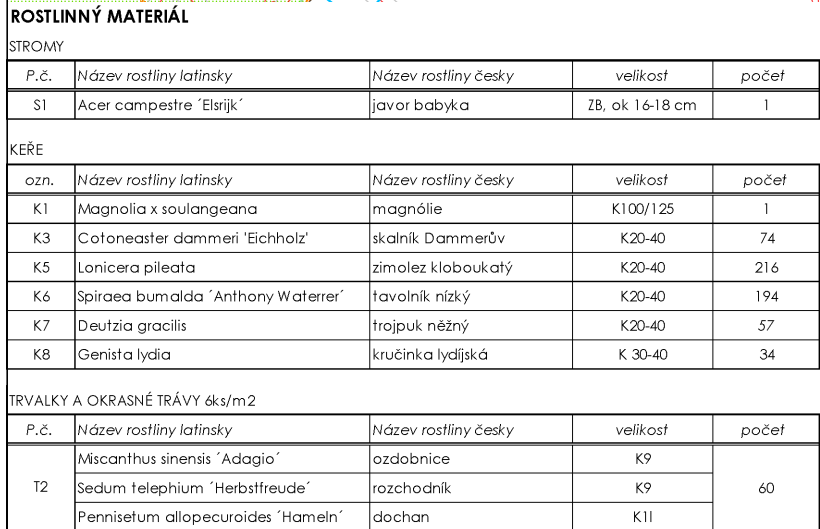 ROSTLINNÝ MATERIÁL
STROMY
P.č. Název rostliny latinsky Název rostliny česky velikost počet
S1 Acer campestre ´Elsrijk´ javor babyka ZB, ok 16-18 cm 1
KEŘE
ozn. Název rostliny latinsky Název rostliny česky velikost počet
K1 Magnolia x soulangeana magnólie K100/125 1
K3 Cotoneaster dammeri 'Eichholz' skalník Dammerův K20-40 74
K5 Lonicera pileata zimolez kloboukatý K20-40 216
K6 Spiraea bumalda ´Anthony Waterrer´ tavolník nízký K20-40 194
K7 Deutzia gracilis trojpuk něžný K20-40 57
K8 Genista lydia kručinka lydíjská K 30-40 34
TRVALKY A OKRASNÉ TRÁVY 6ks/m2
P.č. Název rostliny latinsky Název rostliny česky velikost počet
Miscanthus sinensis ´Adagio´ ozdobnice K9
T2 Sedum telephium ´Herbstfreude´ rozchodník K9 60
Pennisetum allopecuroides ´Hameln´ dochan K1l